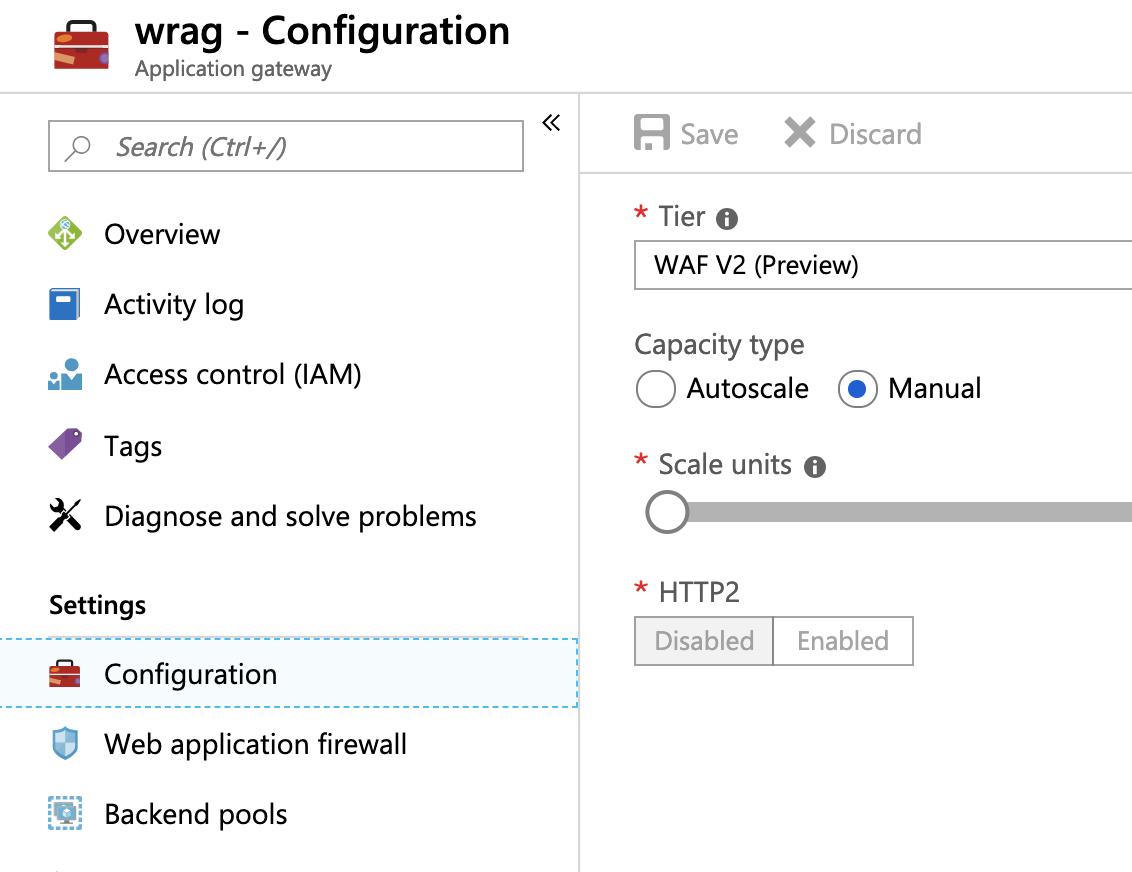 wrag - Configuration
Application gateway
Search (Ctrl+/)
Overview
Activity log
Access control (IAM)
Tags
Diagnose and solve problems
Settings
Configuration
Web application firewall
Backend pools
Save Discard
* Tier
WAF V2 (Preview)
Capacity type
Autoscale Manual
* Scale units
* HTTP2
Disabled Enabled